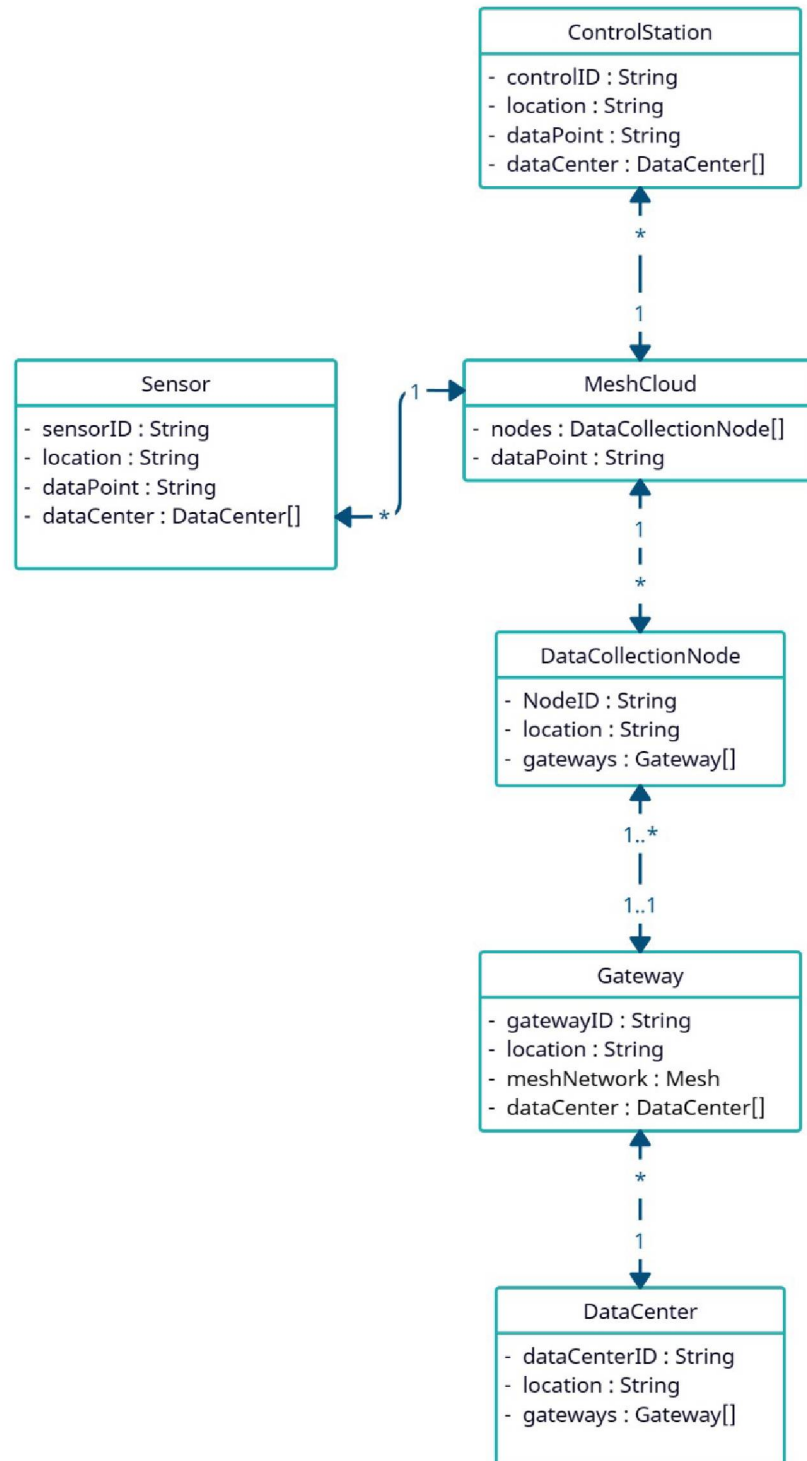 ControlStation
- controlID : String
- location : String
- dataPoint : String
- dataCenter : DataCenter[]
*
1
Sensor
- sensorID : String
- location : String
- dataPoint : String
- dataCenter : DataCenter[]
1
*
MeshCloud
- nodes : DataCollectionNode[]
- dataPoint : String
1
*
DataCollectionNode
- NodeID : String
- location : String
- gateways : Gateway[]
1..*
1..1
Gateway
- gatewayID : String
- location : String
- meshNetwork : Mesh
- dataCenter : DataCenter[]
*
1
DataCenter
- dataCenterID : String
- location : String
- gateways : Gateway[]